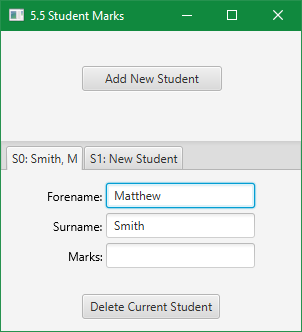 5.5 Student Marks
Add New Student
S0: Smith, M S1: New Student
Forename: Matthew
Surname: Smith
Marks:
Delete Current Student